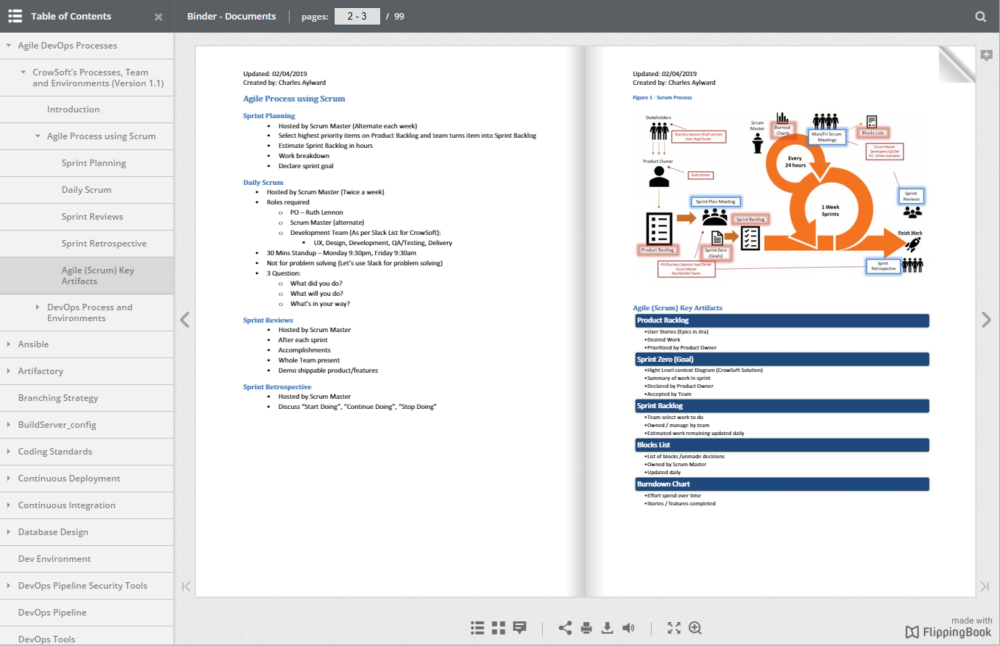 Table of Contents
Binder - Documents
pages:
2 - 3
/ 99
Agile DevOps Processes
CrowSoft's Processes, Team
and Environments (Version 1.1)
Introduction
Agile Process using Scrum
Sprint Planning
Daily Scrum
Sprint Reviews
Sprint Retrospective
Agile (Scrum) Key
Artifacts
DevOps Process and
Environments
Ansible
Artifactory
Branching Strategy
BuildServer_config
Coding Standards
Continuous Deployment
Continuous Integration
Database Design
Dev Environment
DevOps Pipeline Security Tools
DevOps Pipeline
DevOps Tools
Updated: 02/04/2019
Created by: Charles Aylward
Agile Process using Scrum
Sprint Planning
• Hosted by Scrum Master (Alternate each week)
• Select highest priority items on Product Backlog and team turns item into Sprint Backlog
• Estimate Sprint Backlog in hours
• Work breakdown
• Declare sprint goal
Daily Scrum
• Hosted by Scrum Master (Twice a week)
• Roles required
o PO – Ruth Lennon
o Scrum Master (alternate)
o Development Team (As per Slack List for CrowSoft):
▪ UX, Design, Development, QA/Testing, Delivery
• 30 Mins Standup – Monday 9:30pm, Friday 9:30am
• Not for problem solving (Let's use Slack for problem solving)
• 3 Question:
o What did you do?
o What will you do?
o What's in your way?
Sprint Reviews
• Hosted by Scrum Master
• After each sprint
• Accomplishments
• Whole Team present
• Demo shippable product/features
Sprint Retrospective
• Hosted by Scrum Master
• Discuss "Start Doing", "Continue Doing", "Stop Doing"
Updated: 02/04/2019
Created by: Charles Aylward
Figure 1 - Scrum Process
Stakeholders
Business Sponsor (Ruth Lennon)
User /App Owner
Product Owner
Ruth Lennon
Scrum
Master
Burnout
Charts
Mon/Fri Scrum
Meetings
Blocks Lists
Scrum Master
Developers/QA/Del
PO (When available)
Every
24 hours
1 Week
Sprints
Sprint
Reviews
Sprint Plan Meeting
Sprint Backlog
Product Backlog
Sprint Zero
(Goals)
PO/Business Sponsor/ App Owner
Scrum Master
Dev/QA/Del Teams
Finish Work
Sprint
Retrospective
Agile (Scrum) Key Artifacts
Product Backlog
•User Stories (Epics in Jira)
•Desired Work
•Prioritized by Product Owner
Sprint Zero (Goal)
•Hight Level context Diagram (CrowSoft Solution)
•Summary of work in sprint
•Declared by Product Owner
•Accepted by Team
Sprint Backlog
•Team select work to do
•Owned / manage by team
•Estimated work remaining updated daily
Blocks List
•List of blocks /unmade decisions
•Owned by Scrum Master
•Updated daily
Burndown Chart
•Effort spend over time
•Stories / features completed
made with
FlippingBook